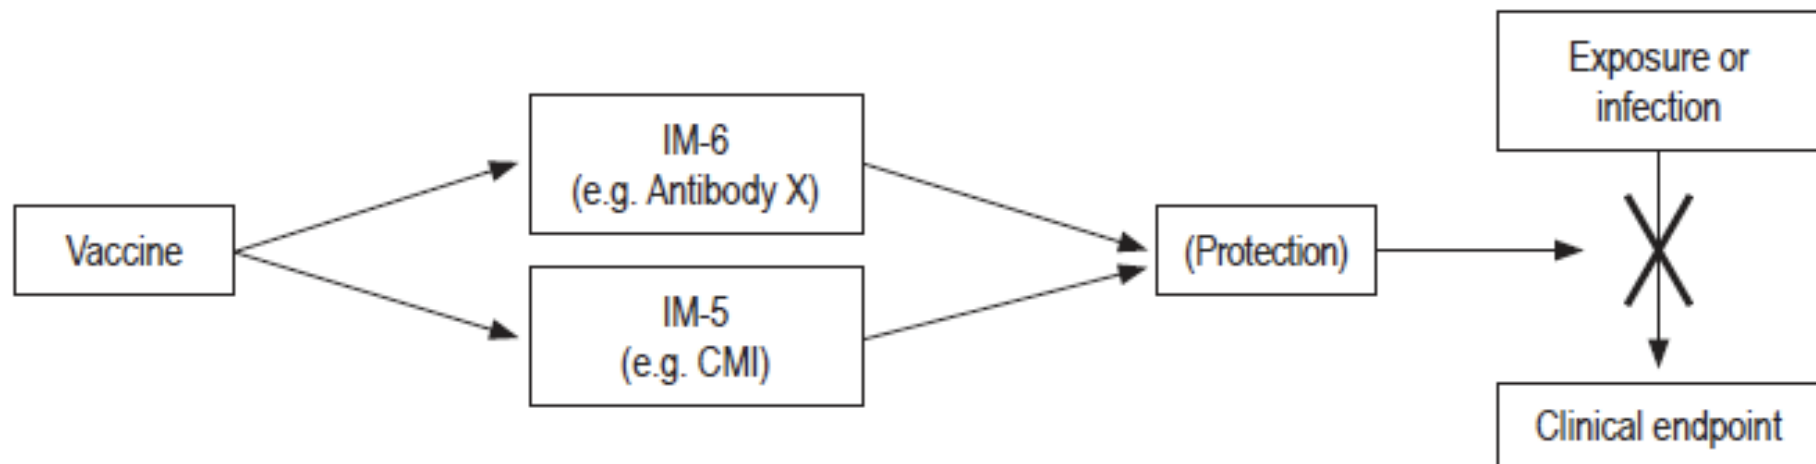 Vaccine
IM-6
(e.g. Antibody X)
IM-5
(e.g. CMI)
(Protection)
Exposure or
infection
Clinical endpoint